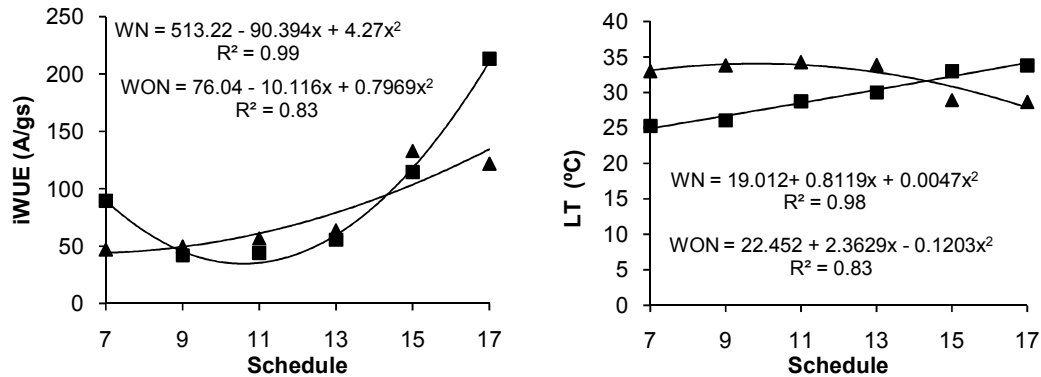 250
200
150
100
50
0
iWUE (A/gs)
WN = 513.22 - 90.394x + 4.27x²
R² = 0.99
WON = 76.04 - 10.116x + 0.7969x²
R² = 0.83
7 9 11 13 15 17
Schedule
40
35
30
25
20
15
10
5
0
LT (ºC)
WN = 19.012+ 0.8119x + 0.0047x²
R² = 0.98
WON = 22.452 + 2.3629x - 0.1203x²
R² = 0.83
7 9 11 13 15 17
Schedule